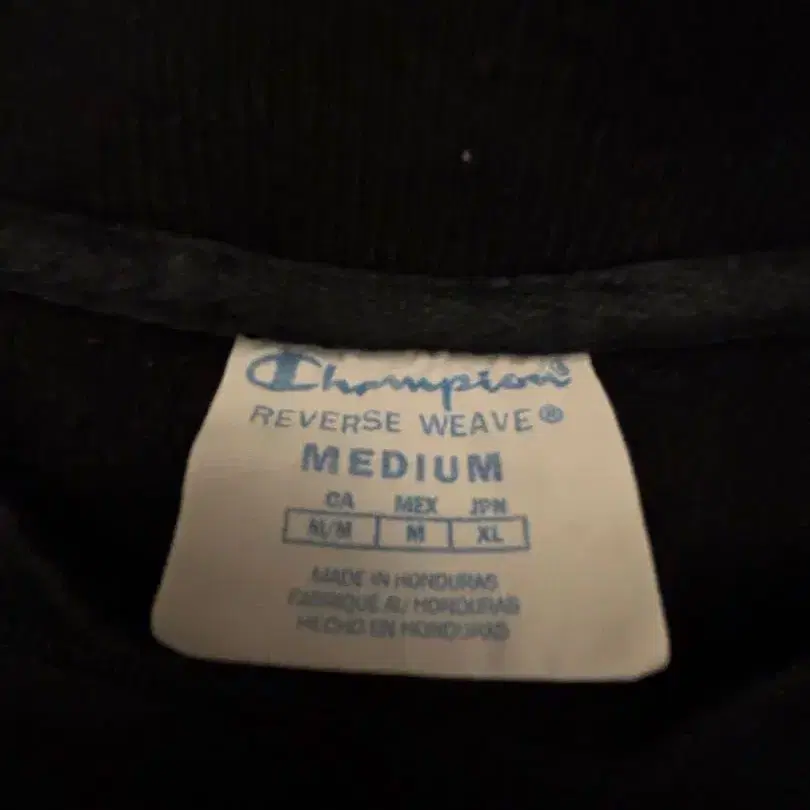 Champion®
REVERSE WEAVE®
MEDIUM
CA MEX JPN
M XL
MADE IN HONDURAS
FABRIQUÉ AU HONDURAS
HECHO EN HONDURAS